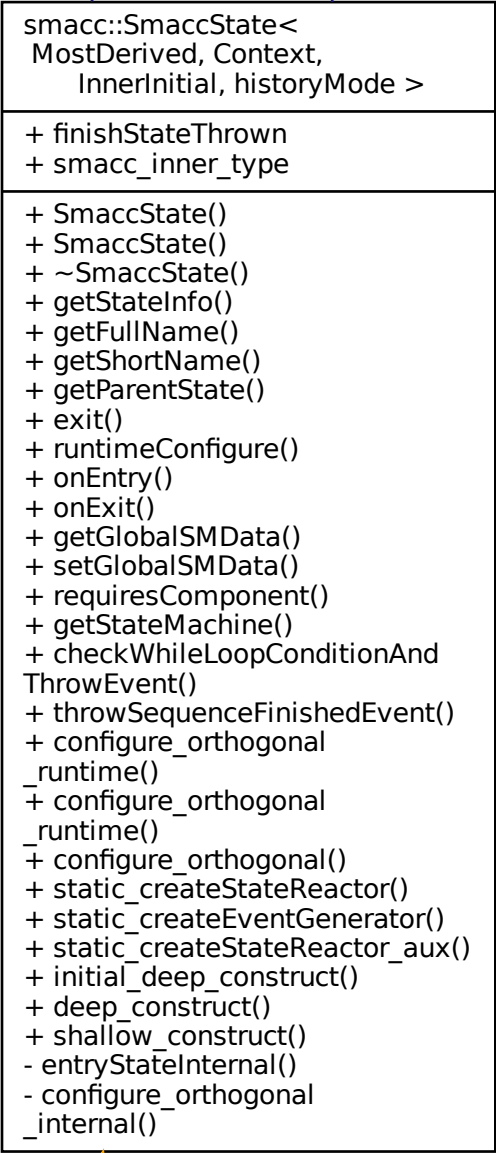 smacc::SmaccState<
MostDerived, Context,
InnerInitial, historyMode >
+ finishStateThrown
+ smacc_inner_type
+ SmaccState()
+ SmaccState()
+ ~SmaccState()
+ getStateInfo()
+ getFullName()
+ getShortName()
+ getParentState()
+ exit()
+ runtimeConfigure()
+ onEntry()
+ onExit()
+ getGlobalSMData()
+ setGlobalSMData()
+ requiresComponent()
+ getStateMachine()
+ checkWhileLoopConditionAnd
ThrowEvent()
+ throwSequenceFinishedEvent()
+ configure_orthogonal
_runtime()
+ configure_orthogonal
_runtime()
+ configure_orthogonal()
+ static_createStateReactor()
+ static_createEventGenerator()
+ static_createStateReactor_aux()
+ initial_deep_construct()
+ deep_construct()
+ shallow_construct()
- entryStateInternal()
- configure_orthogonal
_internal()